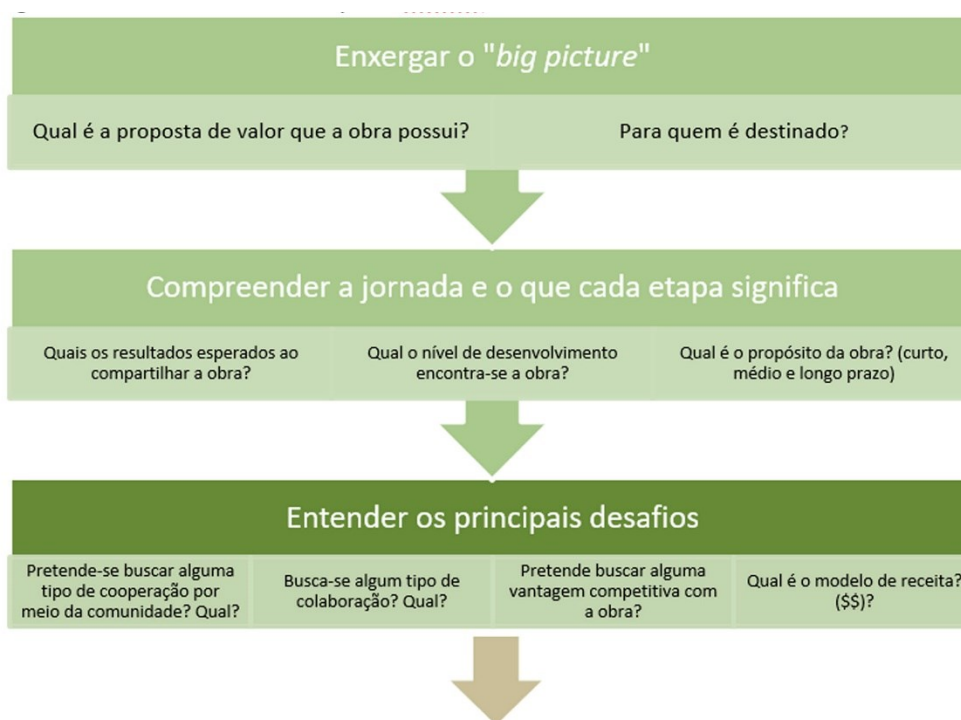 Enxergar o "big picture"
Qual é a proposta de valor que a obra possui?
Para quem é destinado?
Compreender a jornada e o que cada etapa significa
Quais os resultados esperados ao
compartilhar a obra?
Qual o nível de desenvolvimento
encontra-se a obra?
Qual é o propósito da obra? (curto,
médio e longo prazo)
Entender os principais desafios
Pretende-se buscar alguma
tipo de cooperação por
meio da comunidade? Qual?
Busca-se algum tipo de
colaboração? Qual?
Pretende buscar alguma
vantagem competitiva com
a obra?
Qual é o modelo de receita?
($$)?